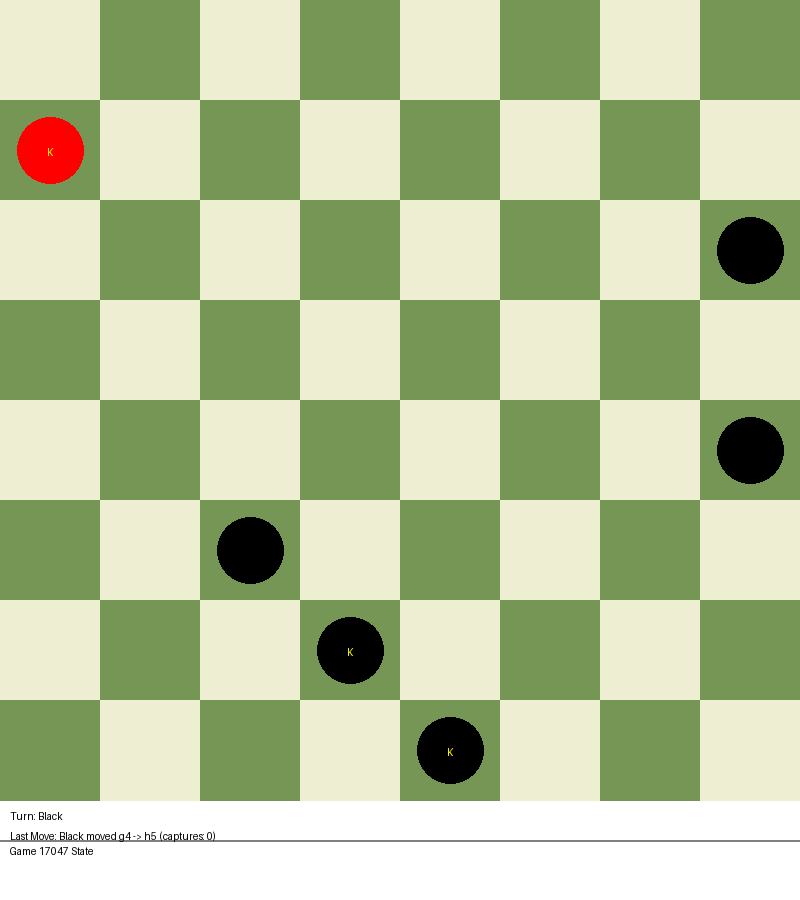 K
K
K
Turn: Black
Last Move: Black moved g4 -> h5 (captures: 0)
Game 17047 State